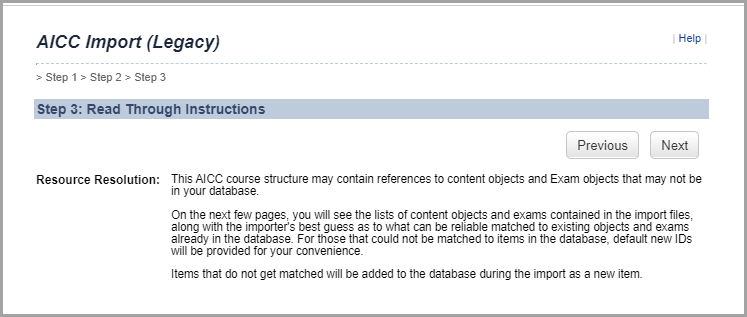 AICC Import (Legacy)
| Help |
> Step 1 > Step 2 > Step 3
Step 3: Read Through Instructions
Previous Next
Resource Resolution: This AICC course structure may contain references to content objects and Exam objects that may not be
in your database.
On the next few pages, you will see the lists of content objects and exams contained in the import files,
along with the importer's best guess as to what can be reliable matched to existing objects and exams
already in the database. For those that could not be matched to items in the database, default new IDs
will be provided for your convenience.
Items that do not get matched will be added to the database during the import as a new item.